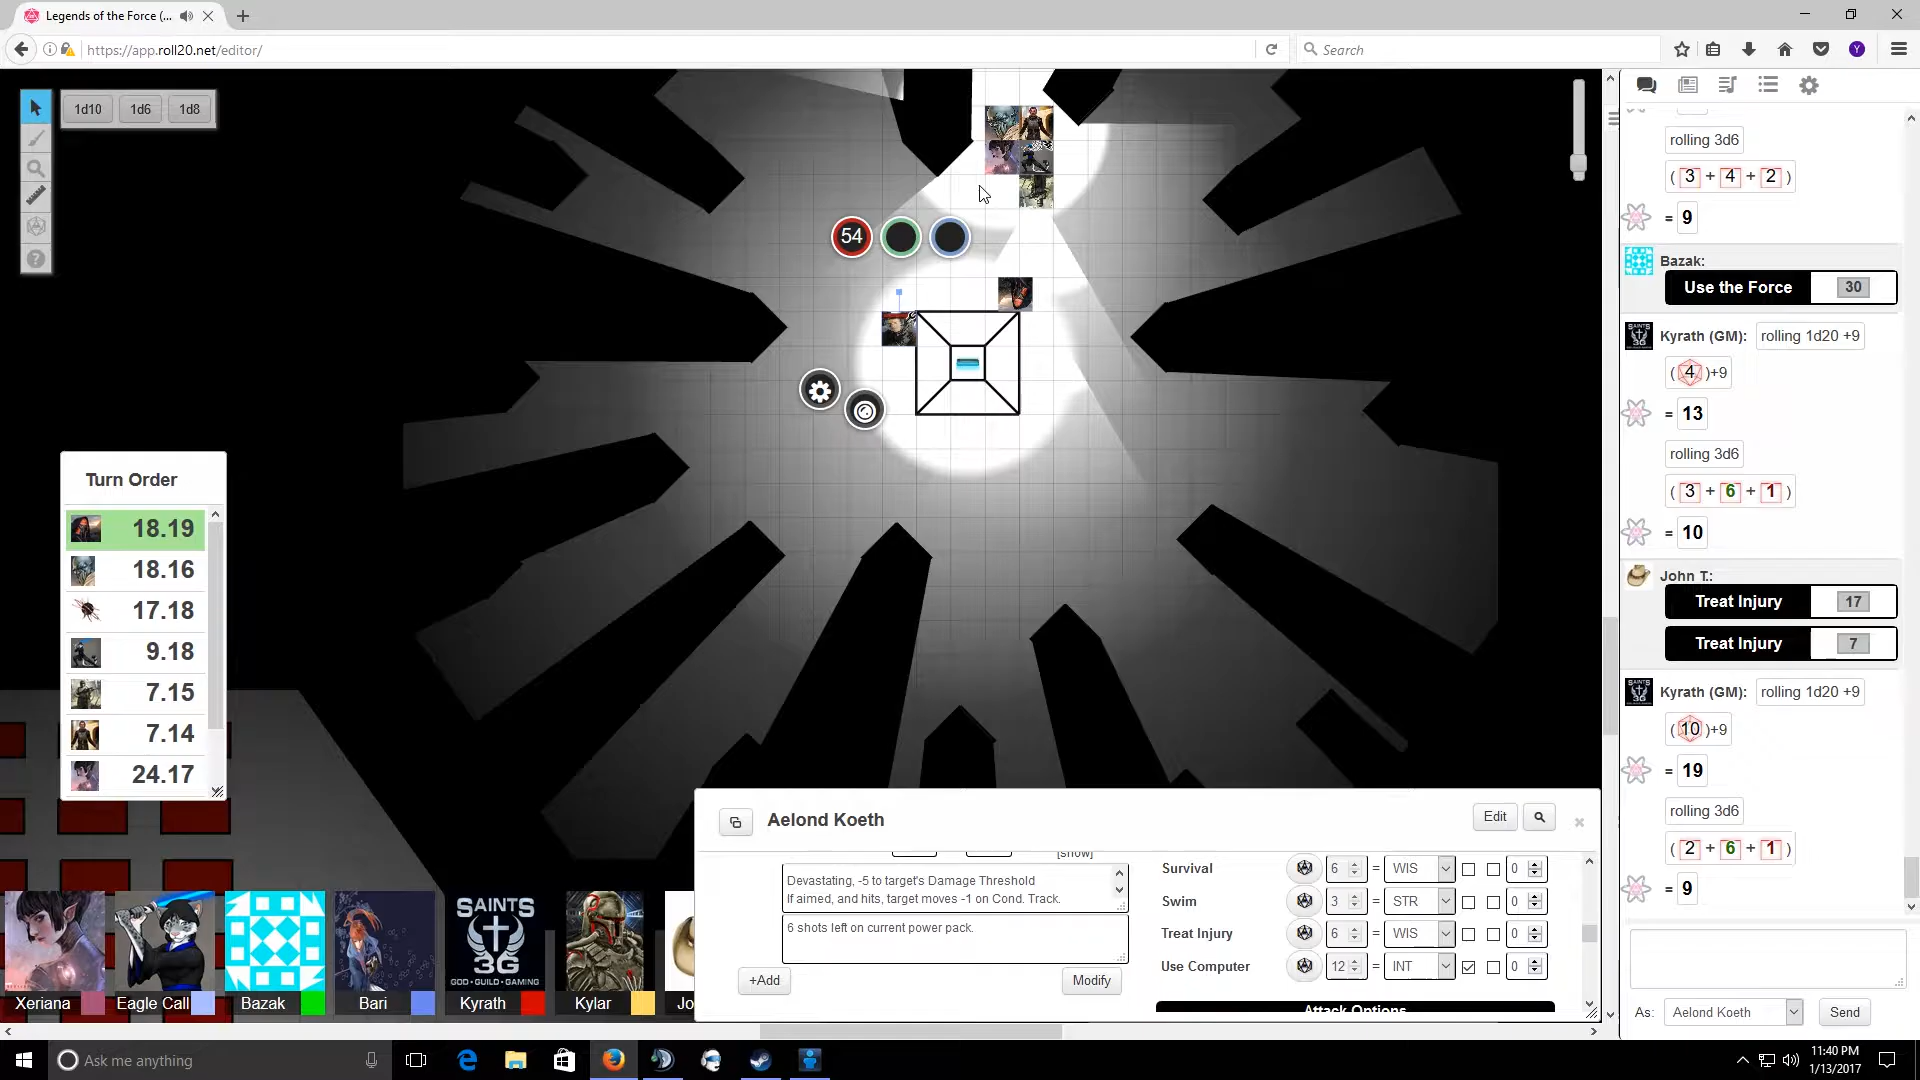 Legends of the Force (...
https://app.roll20.net/editor/
Search
1d10
1d6
1d8
54
Turn Order
18.19
18.16
17.18
9.18
7.15
7.14
24.17
Aelond Koeth
Edit
[show]
Devastating, -5 to target's Damage Threshold
If aimed, and hits, target moves -1 on Cond. Track.
6 shots left on current power pack.
+Add
Modify
Survival 6 = WIS 0
Swim 3 = STR 0
Treat Injury 6 = WIS 0
Use Computer 12 = INT 0
Attack Options
Xeriana
Eagle Call
Bazak
Bari
SAINTS
3G
GOD · GUILD · GAMING
Kyrath
Kylar
Jo
rolling 3d6
( 3 + 4 + 2 )
= 9
Bazak:
Use the Force 30
Kyrath (GM): rolling 1d20 +9
( 4 )+9
= 13
rolling 3d6
( 3 + 6 + 1 )
= 10
John T.:
Treat Injury 17
Treat Injury 7
Kyrath (GM): rolling 1d20 +9
( 10 )+9
= 19
rolling 3d6
( 2 + 6 + 1 )
= 9
As: Aelond Koeth
Send
Ask me anything
11:40 PM
1/13/2017